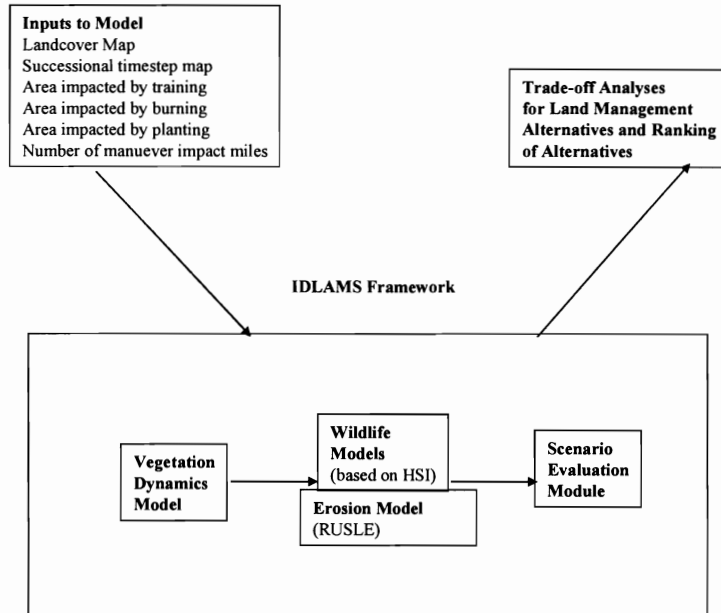 Inputs to Model
Landcover Map
Successional timestep map
Area impacted by training
Area impacted by burning
Area impacted by planting
Number of manuever impact miles
Trade-off Analyses
for Land Management
Alternatives and Ranking
of Alternatives
IDLAMS Framework
Vegetation
Dynamics
Model
Wildlife
Models
(based on HSI)
Erosion Model
(RUSLE)
Scenario
Evaluation
Module